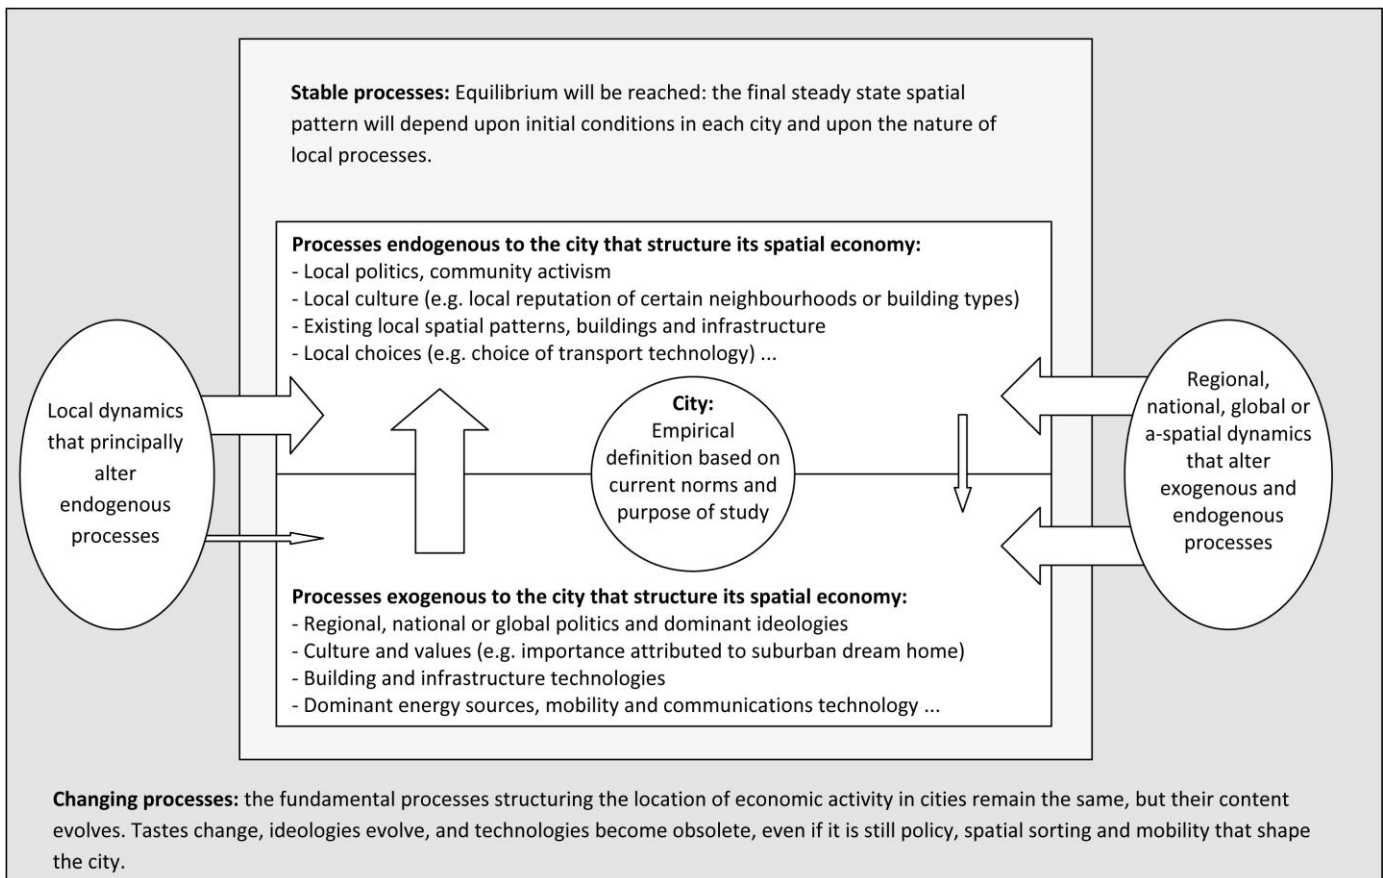 Stable processes: Equilibrium will be reached: the final steady state spatial
pattern will depend upon initial conditions in each city and upon the nature of
local processes.
Processes endogenous to the city that structure its spatial economy:
- Local politics, community activism
- Local culture (e.g. local reputation of certain neighbourhoods or building types)
- Existing local spatial patterns, buildings and infrastructure
- Local choices (e.g. choice of transport technology) ...
Local dynamics
that principally
alter
endogenous
processes
City:
Empirical
definition based on
current norms and
purpose of study
Regional,
national, global or
a-spatial dynamics
that alter
exogenous and
endogenous
processes
Processes exogenous to the city that structure its spatial economy:
- Regional, national or global politics and dominant ideologies
- Culture and values (e.g. importance attributed to suburban dream home)
- Building and infrastructure technologies
- Dominant energy sources, mobility and communications technology ...
Changing processes: the fundamental processes structuring the location of economic activity in cities remain the same, but their content
evolves. Tastes change, ideologies evolve, and technologies become obsolete, even if it is still policy, spatial sorting and mobility that shape
the city.